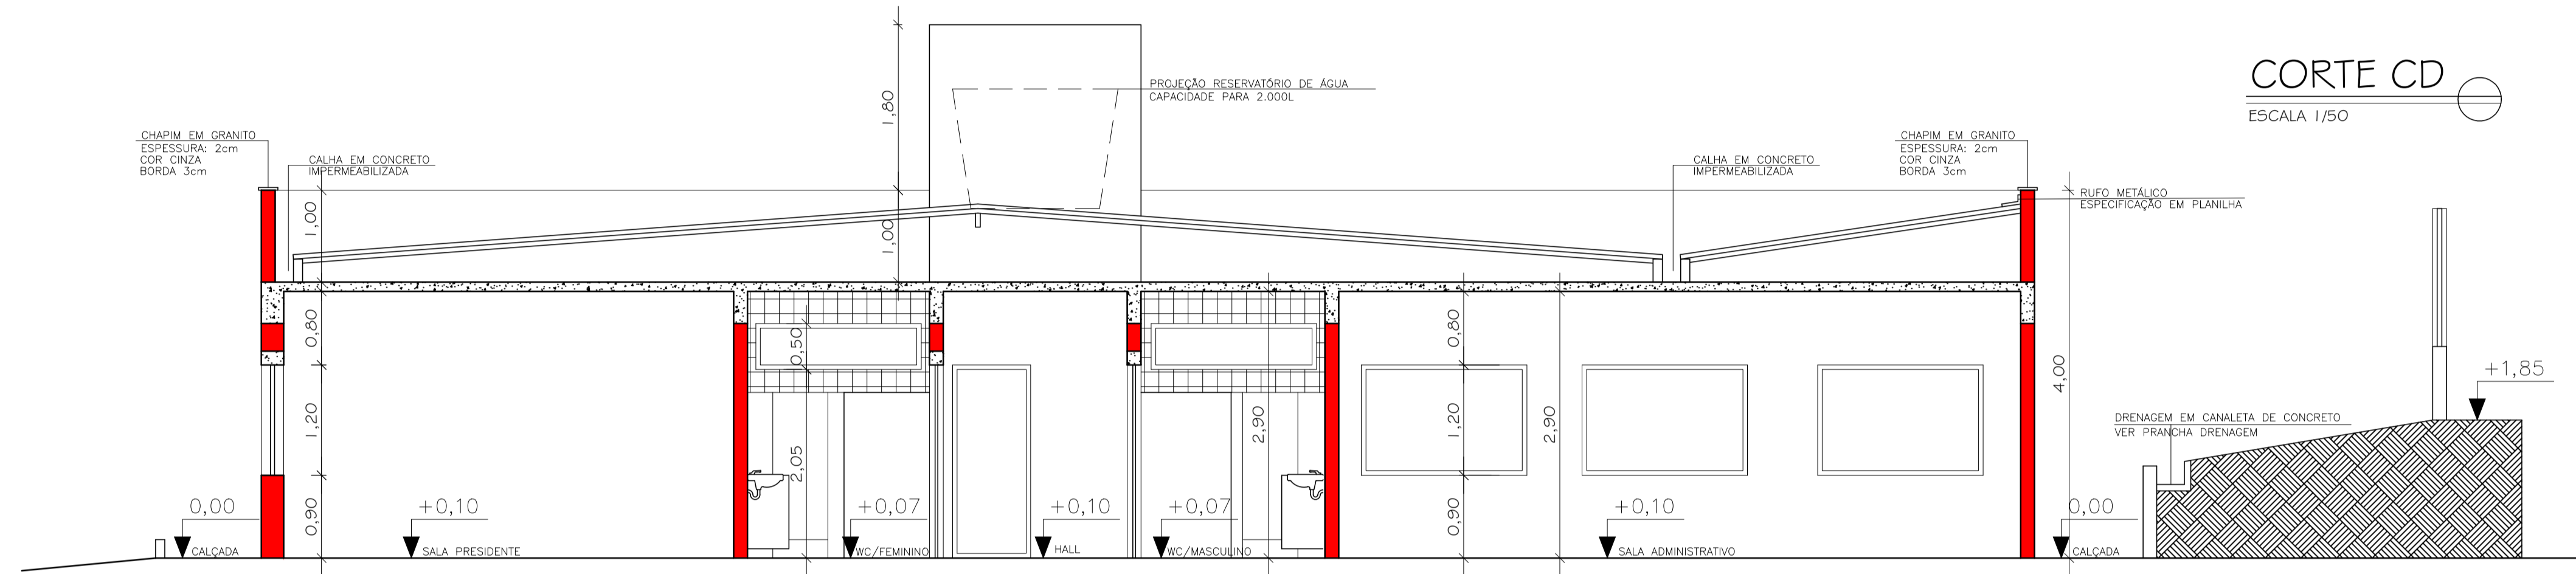 CORTE CD
ESCALA 1/50
PROJEÇÃO RESERVATÓRIO DE ÁGUA
CAPACIDADE PARA 2.000L
1,80
CHAPIM EM GRANITO
ESPESSURA: 2cm
COR CINZA
BORDA 3cm
CALHA EM CONCRETO
IMPERMEABILIZADA
CALHA EM CONCRETO
IMPERMEABILIZADA
CHAPIM EM GRANITO
ESPESSURA: 2cm
COR CINZA
BORDA 3cm
RUFO METÁLICO
ESPECIFICAÇÃO EM PLANILHA
1,00
1,00
0,80
0,50
0,80
4,00
+1,85
1,20
2,05
2,90
1,20
2,90
DRENAGEM EM CANALETA DE CONCRETO
VER PRANCHA DRENAGEM
0,90
0,90
0,00
+0,10
+0,07
+0,10
+0,07
+0,10
0,00
CALÇADA
SALA PRESIDENTE
WC/FEMININO
HALL
WC/MASCULINO
SALA ADMINISTRATIVO
CALÇADA